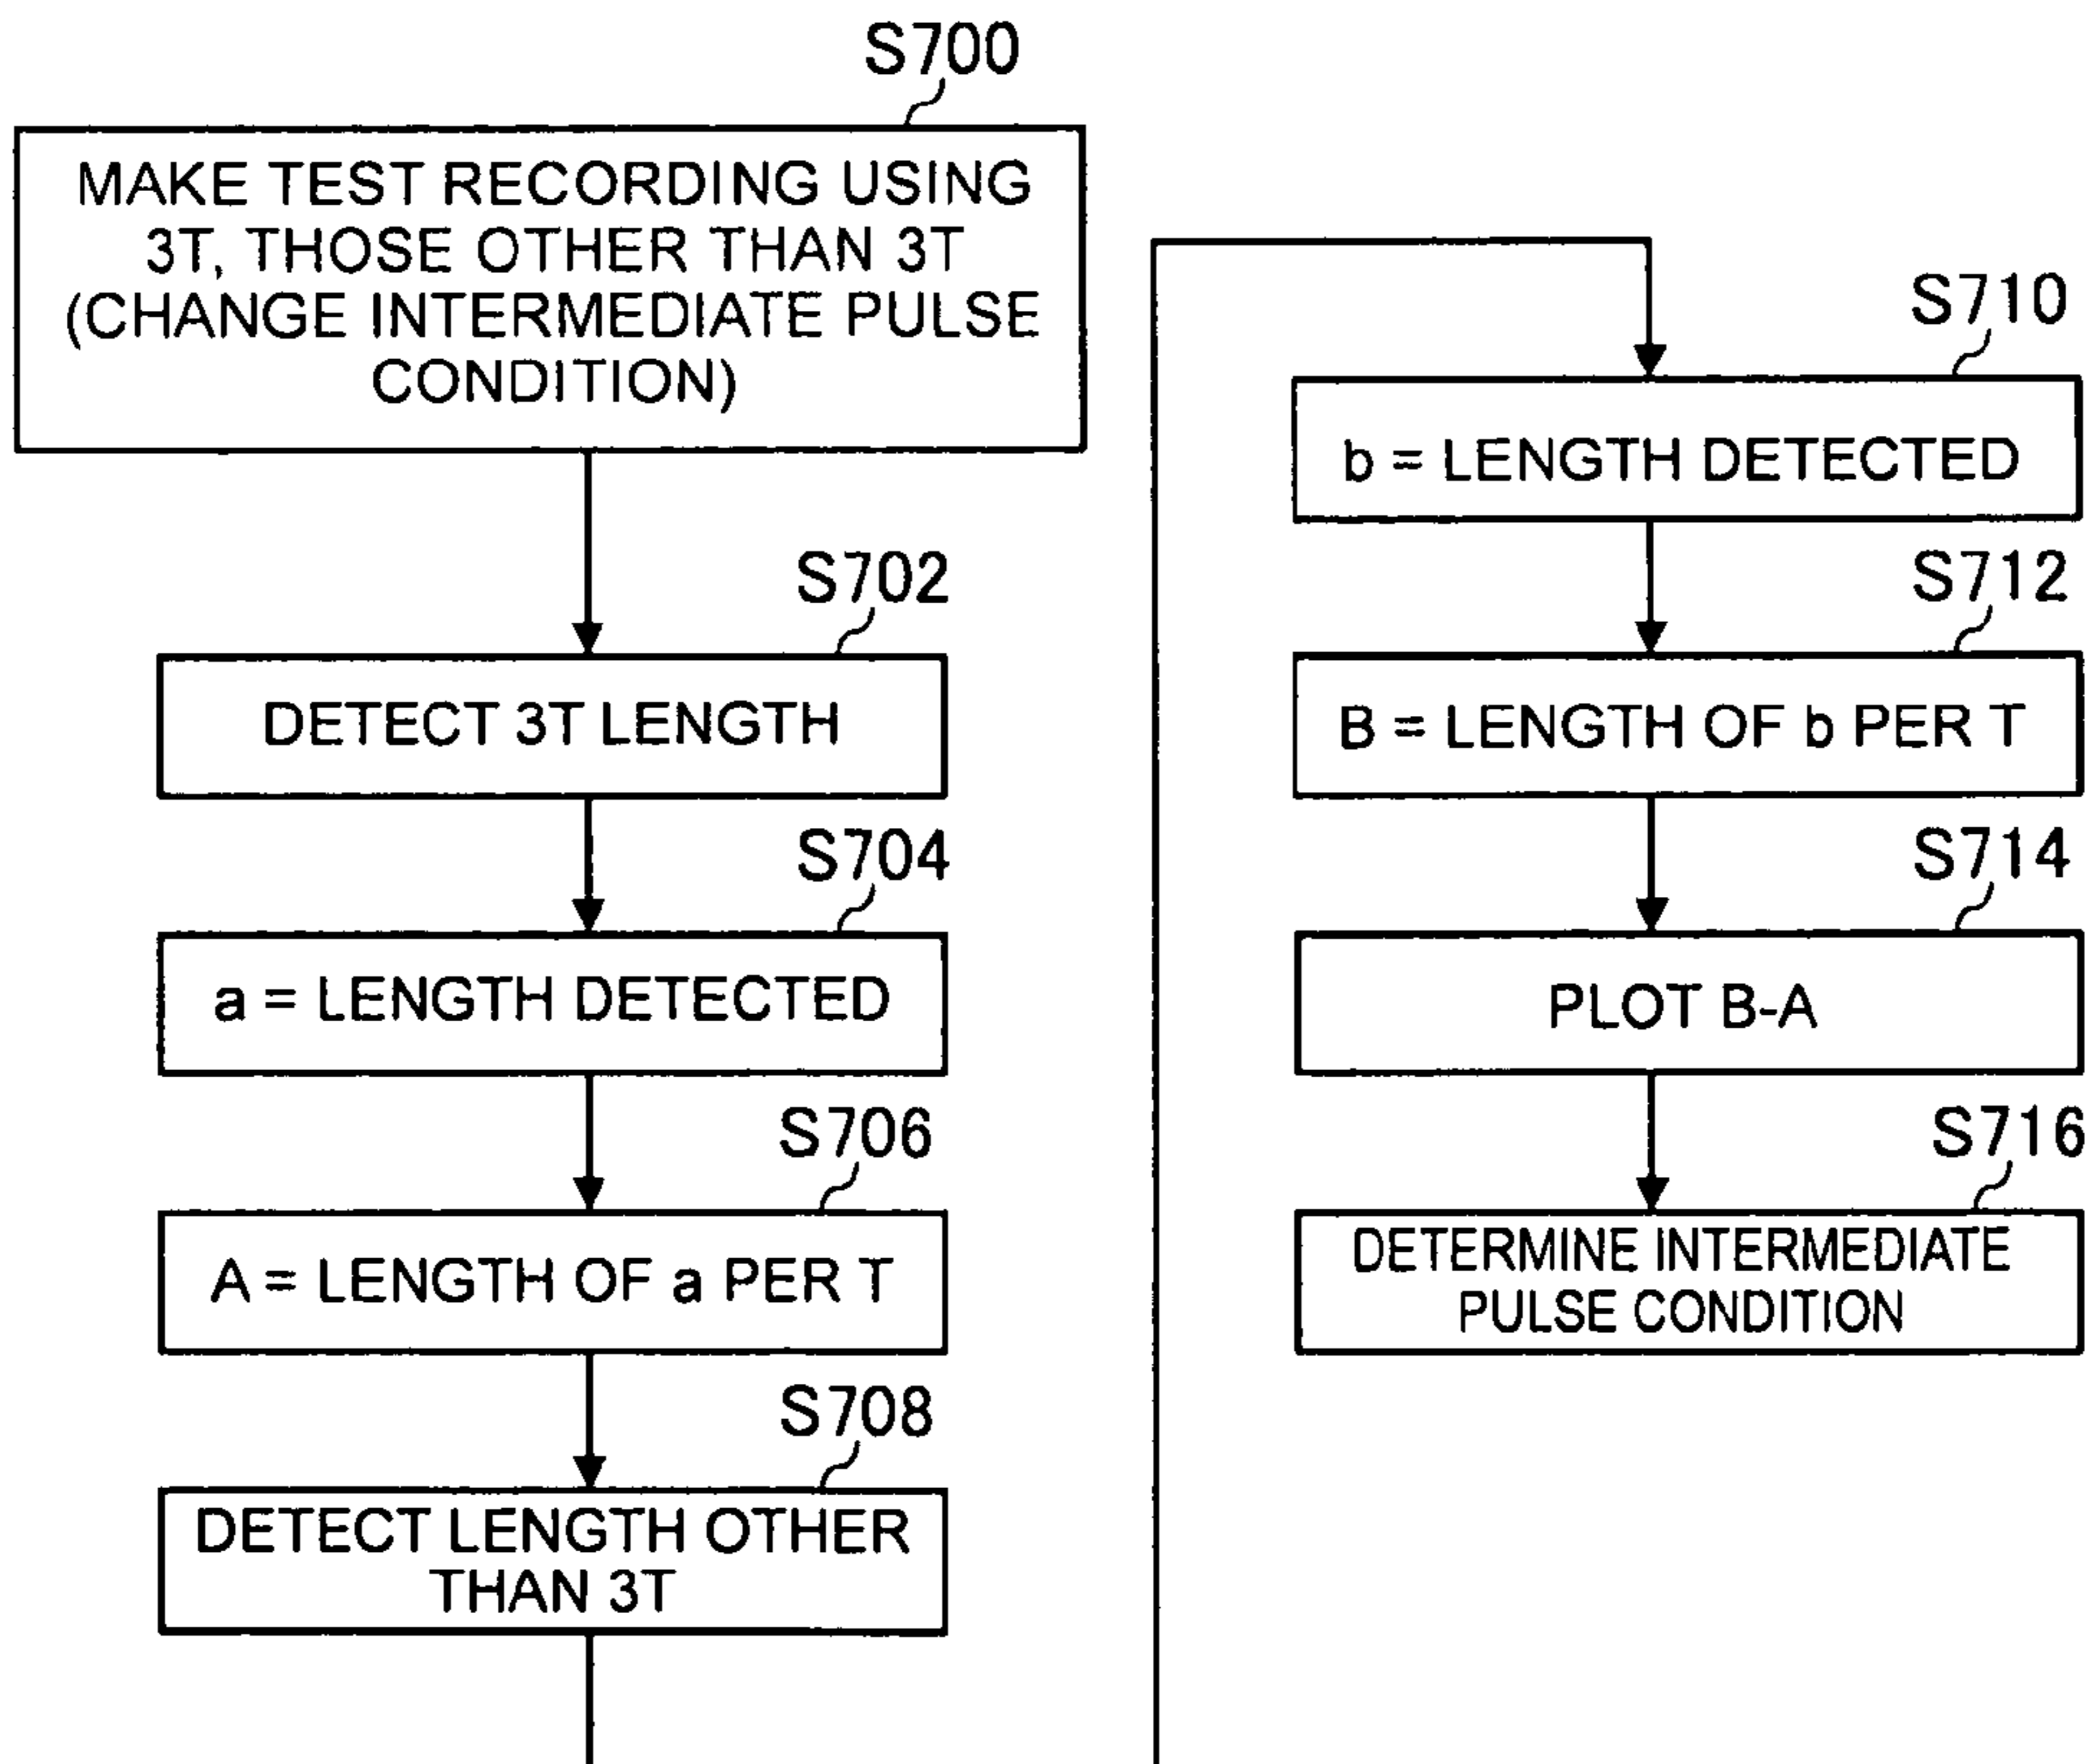 S700
MAKE TEST RECORDING USING
3T, THOSE OTHER THAN 3T
(CHANGE INTERMEDIATE PULSE
CONDITION)
S702
DETECT 3T LENGTH
S704
a = LENGTH DETECTED
S706
A = LENGTH OF a PER T
S708
DETECT LENGTH OTHER
THAN 3T
S710
b = LENGTH DETECTED
S712
B = LENGTH OF b PER T
S714
PLOT B-A
S716
DETERMINE INTERMEDIATE
PULSE CONDITION